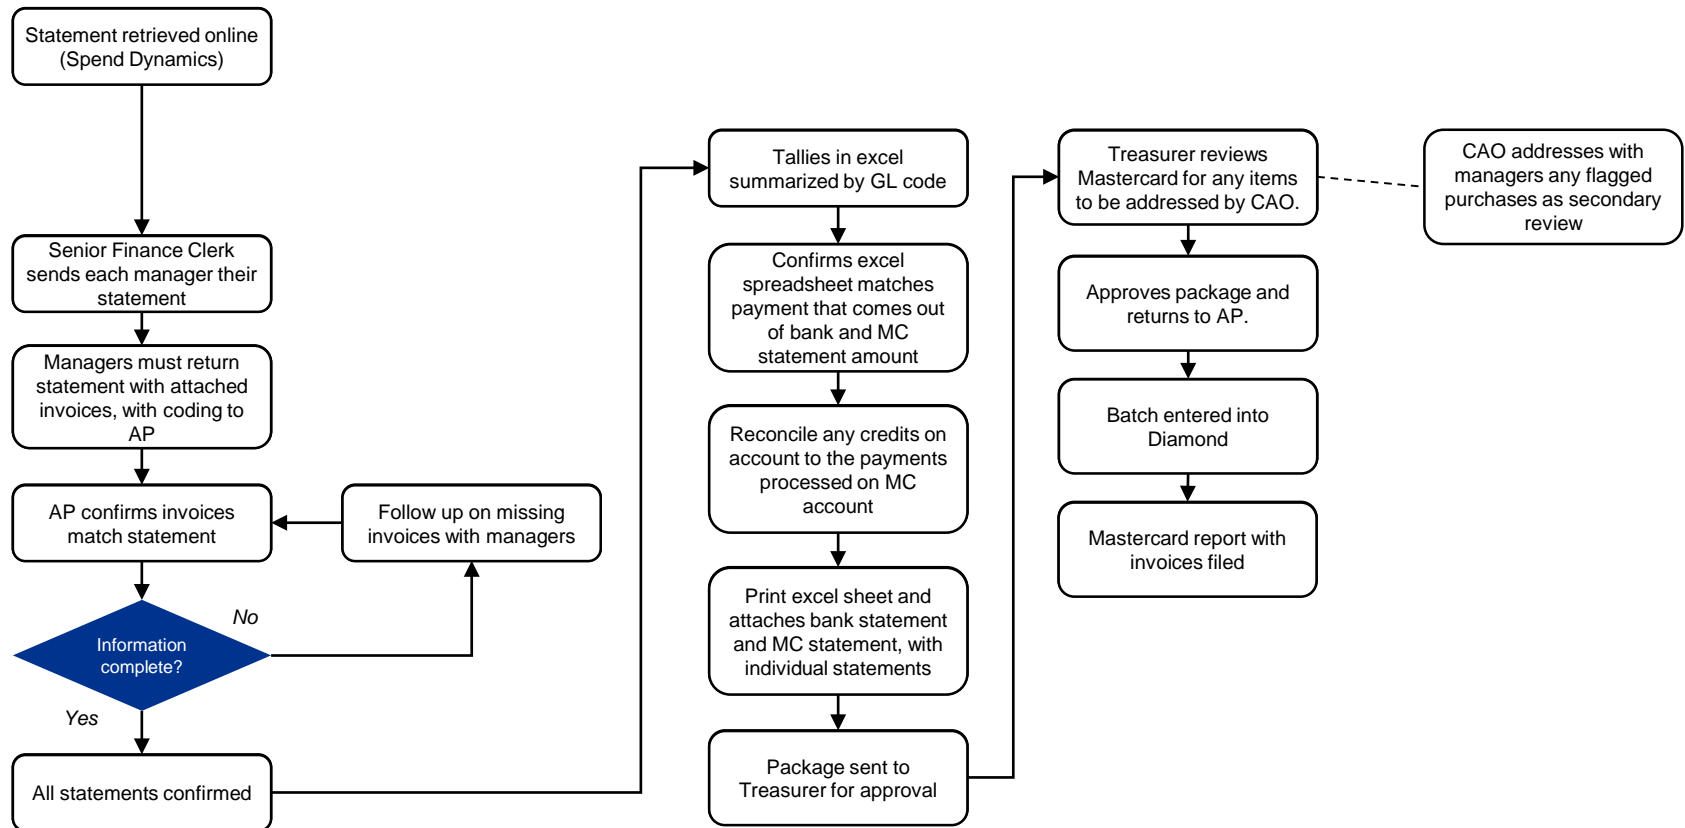 Statement retrieved online
(Spend Dynamics)
Senior Finance Clerk
sends each manager their
statement
Managers must return
statement with attached
invoices, with coding to
AP
AP confirms invoices
match statement
Follow up on missing
invoices with managers
No
Information
complete?
Yes
All statements confirmed
Tallies in excel
summarized by GL code
Confirms excel
spreadsheet matches
payment that comes out
of bank and MC
statement amount
Reconcile any credits on
account to the payments
processed on MC
account
Print excel sheet and
attaches bank statement
and MC statement, with
individual statements
Package sent to
Treasurer for approval
Treasurer reviews
Mastercard for any items
to be addressed by CAO.
CAO addresses with
managers any flagged
purchases as secondary
review
Approves package and
returns to AP.
Batch entered into
Diamond
Mastercard report with
invoices filed